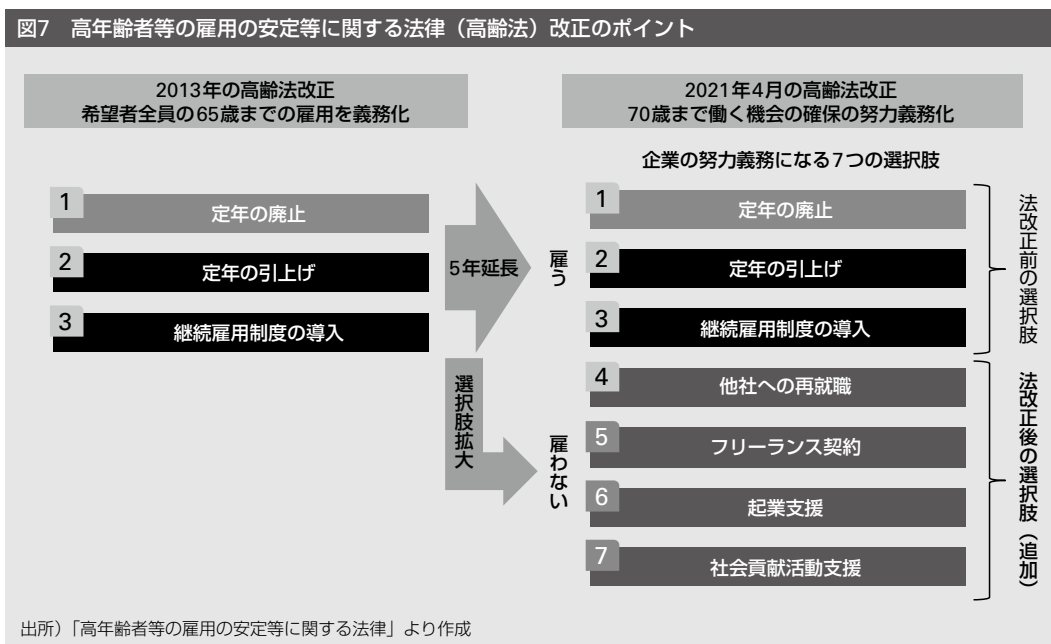 図7 高年齢者等の雇用の安定等に関する法律（高齢法）改正のポイント
2013年の高齢法改正
希望者全員の65歳までの雇用を義務化
1
定年の廃止
2
定年の引上げ
3
継続雇用制度の導入
5年延長
選択肢拡大
2021年4月の高齢法改正
70歳まで働く機会の確保の努力義務化
企業の努力義務になる7つの選択肢
雇う
1
定年の廃止
2
定年の引上げ
3
継続雇用制度の導入
法改正前の選択肢
雇わない
4
他社への再就職
5
フリーランス契約
6
起業支援
7
社会貢献活動支援
法改正後の選択肢（追加）
出所）「高年齢者等の雇用の安定等に関する法律」より作成